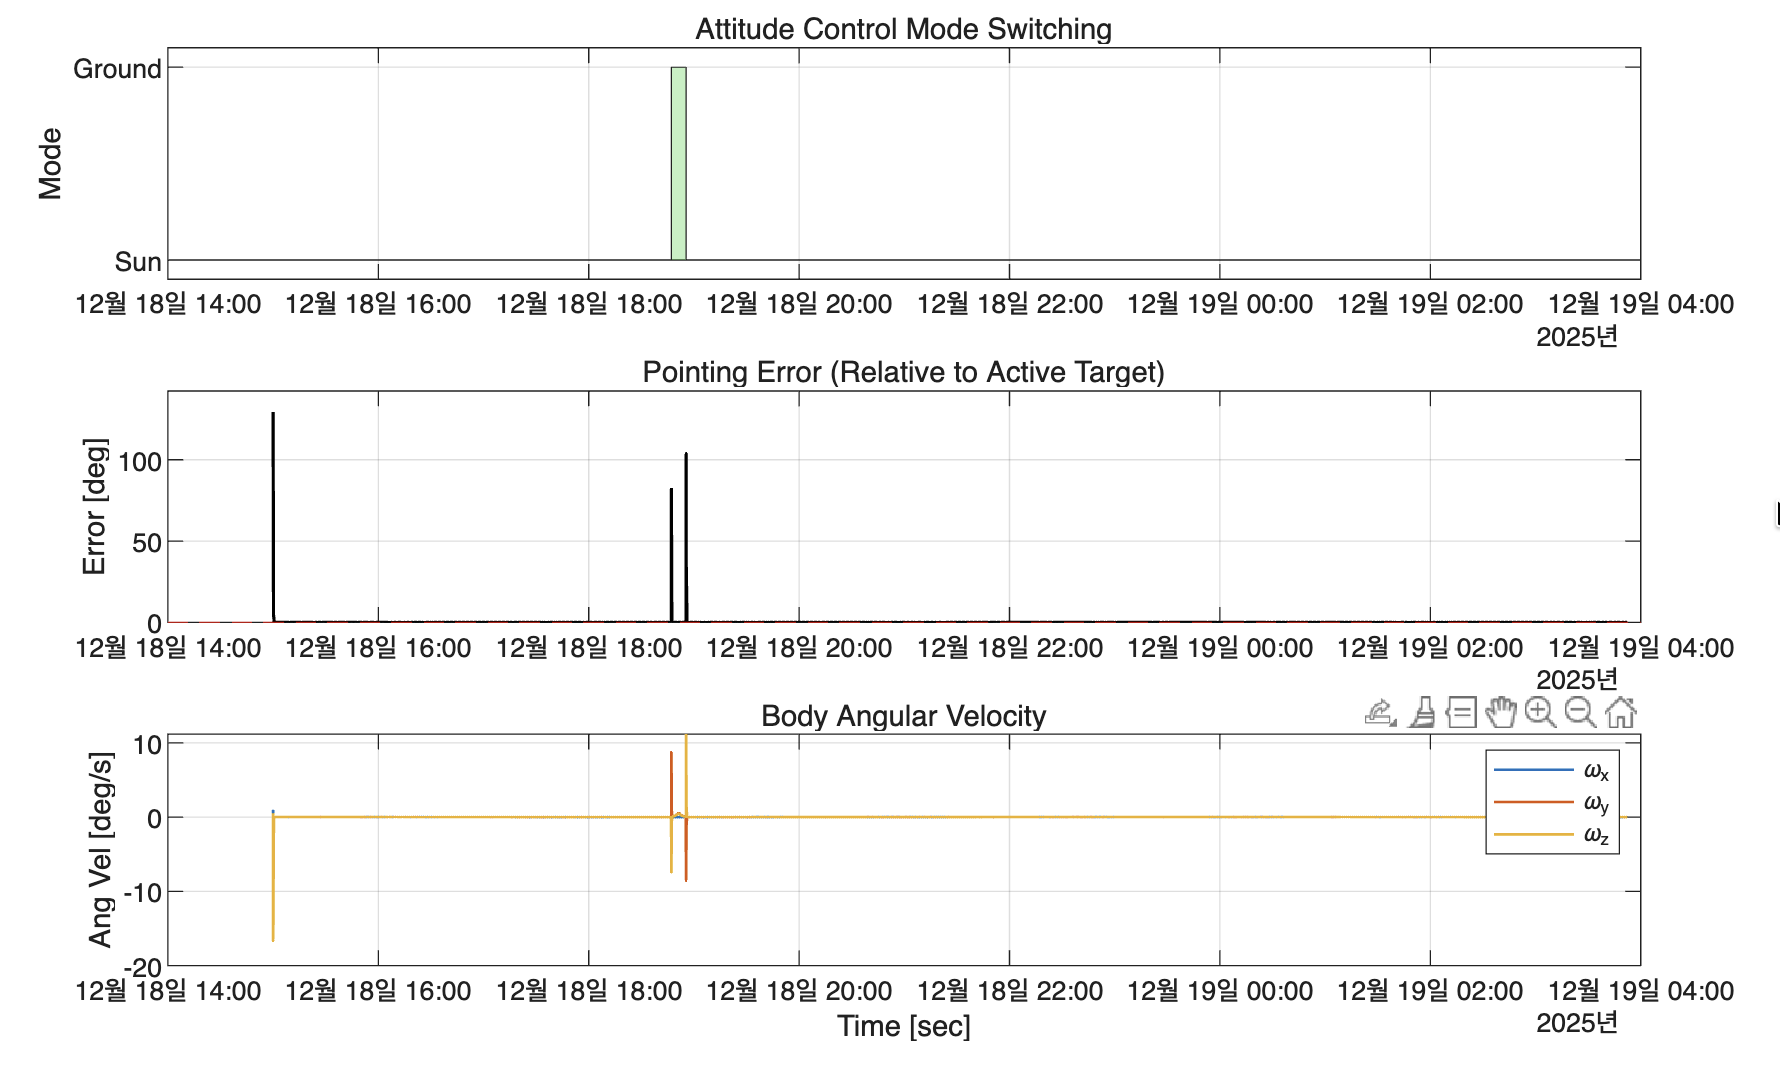 Attitude Control Mode Switching
Ground
Mode
Sun
12월 18일 14:00 12월 18일 16:00 12월 18일 18:00 12월 18일 20:00 12월 18일 22:00 12월 19일 00:00 12월 19일 02:00 12월 19일 04:00
2025년
Pointing Error (Relative to Active Target)
Error [deg]
100
50
0
12월 18일 14:00 12월 18일 16:00 12월 18일 18:00 12월 18일 20:00 12월 18일 22:00 12월 19일 00:00 12월 19일 02:00 12월 19일 04:00
2025년
Body Angular Velocity
Ang Vel [deg/s]
10
0
-10
-20
ωx
ωy
ωz
12월 18일 14:00 12월 18일 16:00 12월 18일 18:00 12월 18일 20:00 12월 18일 22:00 12월 19일 00:00 12월 19일 02:00 12월 19일 04:00
Time [sec]
2025년